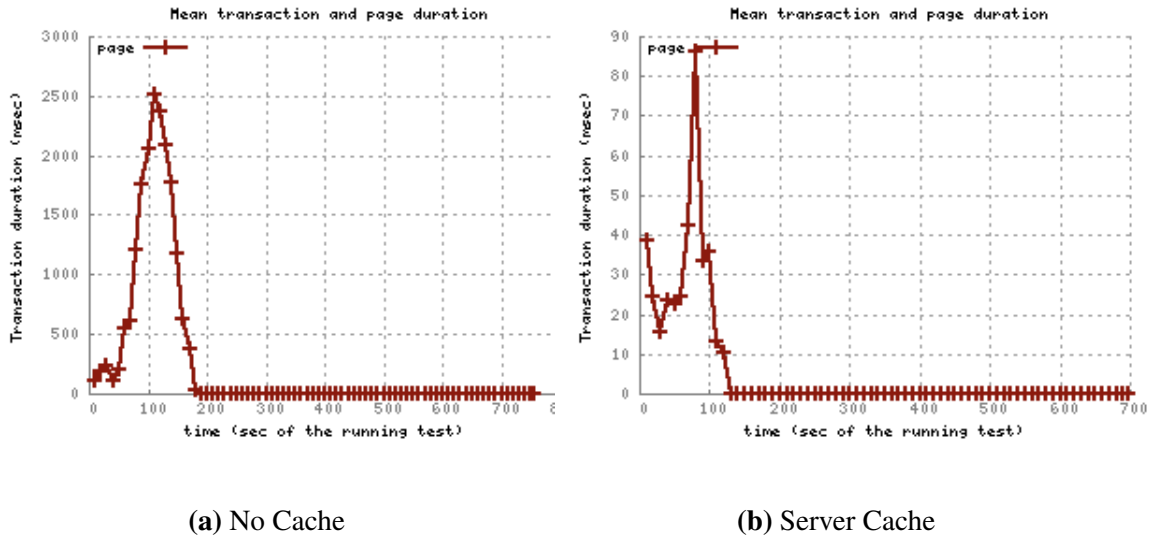 Mean transaction and page duration
3000
2500
2000
1500
1000
500
0
page
Transaction duration (msec)
0 100 200 300 400 500 600 700 8
time (sec of the running test)
(a) No Cache
Mean transaction and page duration
90
80
70
60
50
40
30
20
10
0
page
Transaction duration (msec)
0 100 200 300 400 500 600 700
time (sec of the running test)
(b) Server Cache